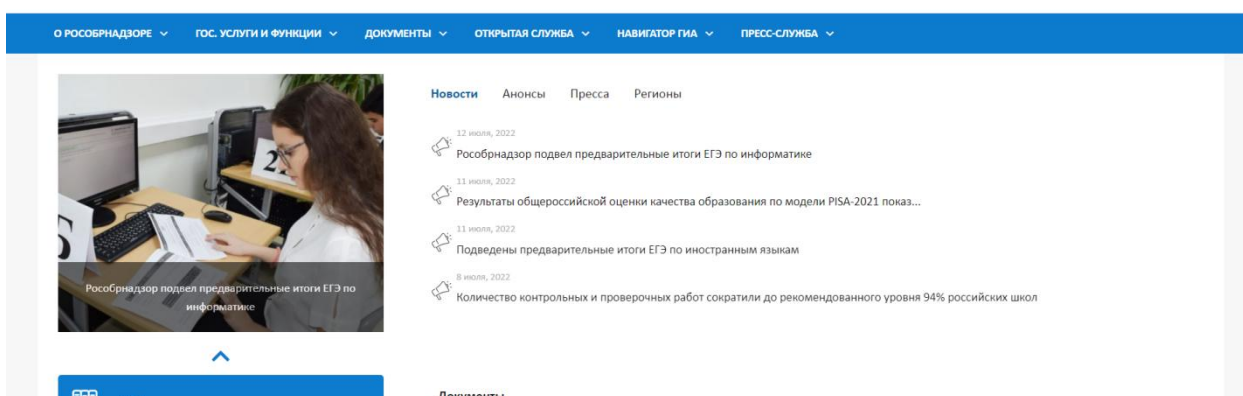 О РОСОБРНАДЗОРЕ ГОС. УСЛУГИ И ФУНКЦИИ ДОКУМЕНТЫ ОТКРЫТАЯ СЛУЖБА НАВИГАТОР ГИА ПРЕСС-СЛУЖБА
2
5
Рособрнадзор подвел предварительные итоги ЕГЭ по
информатике
Новости Анонсы Пресса Регионы
12 июля, 2022
Рособрнадзор подвел предварительные итоги ЕГЭ по информатике
11 июля, 2022
Результаты общероссийской оценки качества образования по модели PISA-2021 показ...
11 июля, 2022
Подведены предварительные итоги ЕГЭ по иностранным языкам
8 июля, 2022
Количество контрольных и проверочных работ сократили до рекомендованного уровня 94% российских школ
Документы